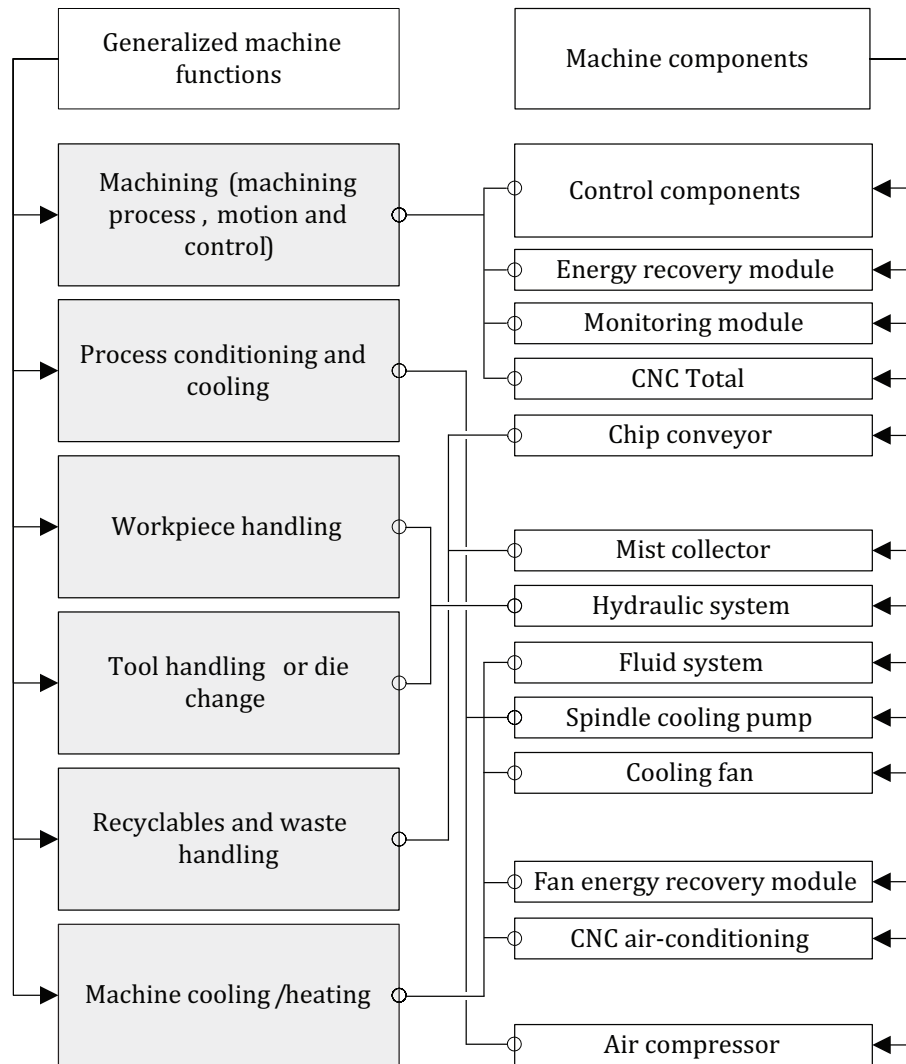 Generalized machine
functions
Machine components
Machining (machining
process , motion and
control)
Process conditioning and
cooling
Workpiece handling
Tool handling or die
change
Recyclables and waste
handling
Machine cooling /heating
Control components
Energy recovery module
Monitoring module
CNC Total
Chip conveyor
Mist collector
Hydraulic system
Fluid system
Spindle cooling pump
Cooling fan
Fan energy recovery module
CNC air-conditioning
Air compressor